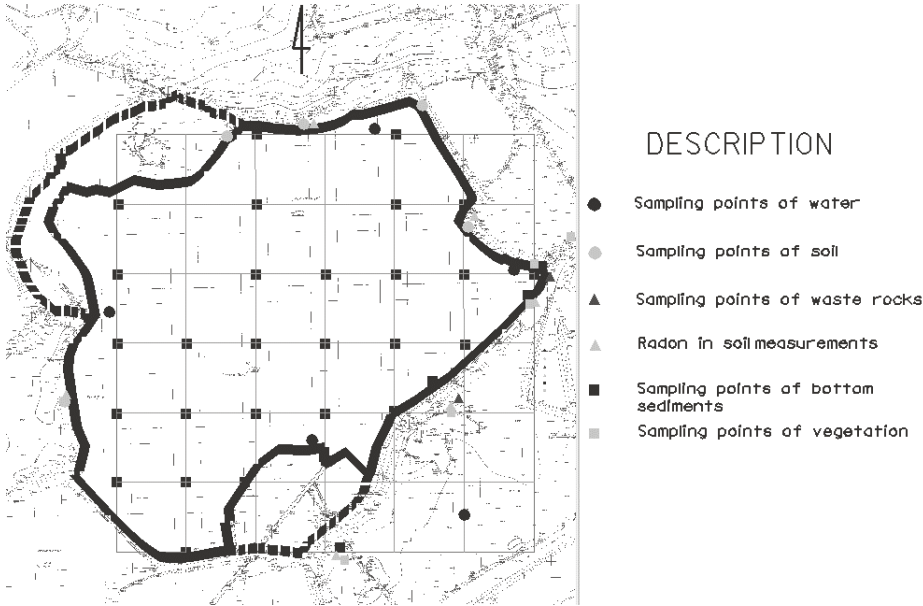 DESCRIPTION
Sampling points of water
Sampling points of soil
Sampling points of waste rocks
Radon in soil measurements
Sampling points of bottom
sediments
Sampling points of vegetation